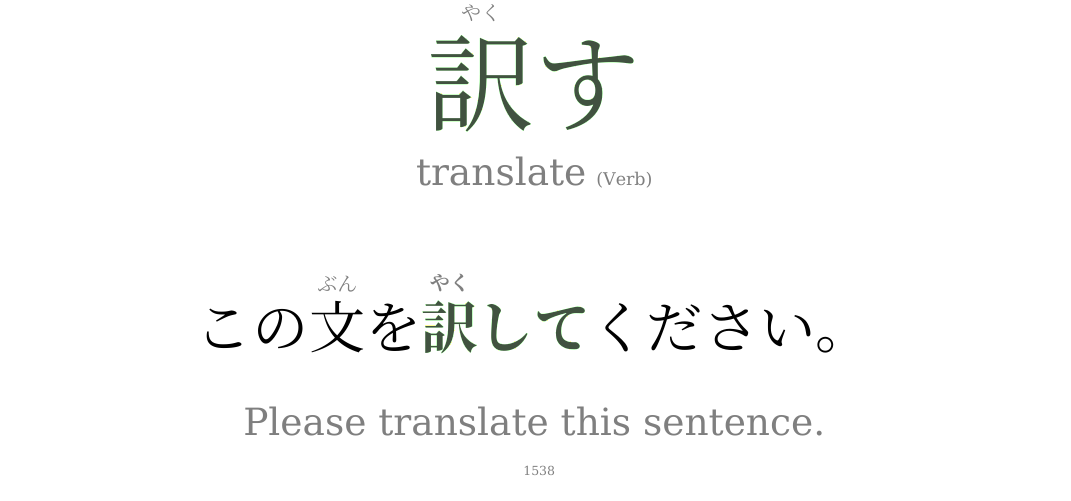 やく
訳す
translate (Verb)
ぶん やく
この文を訳してください。
Please translate this sentence.
1538